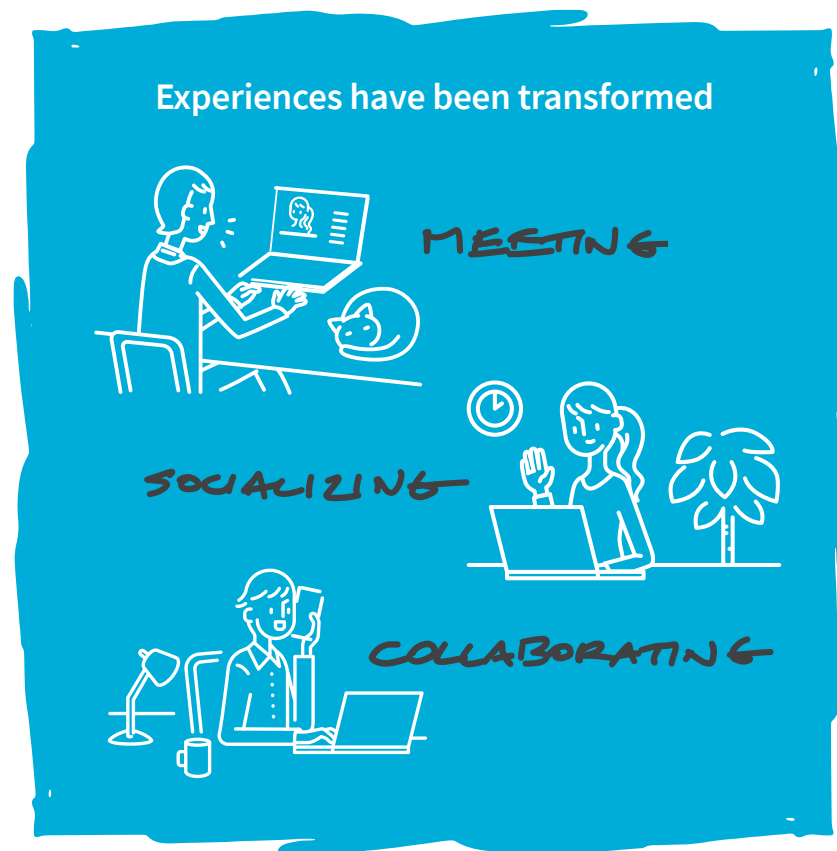 Experiences have been transformed
MEETING
SOCIALIZING
COLLABORATING